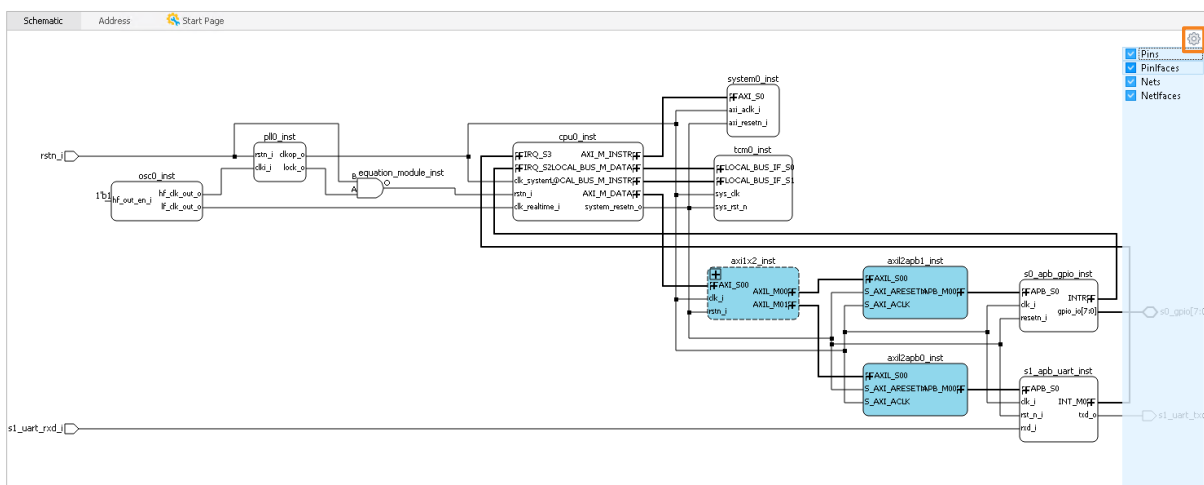 Schematic
Address
Start Page
Pins
PinIfaces
Nets
NetIfaces
system0_inst
AXI_S0
axi_aclk_i
axi_resetn_i
pll0_inst
rstn_i
rstn_i
clkop_o
clki_i
lock_o
cpu0_inst
IRQ_S3
AXI_M_INSTR
IRQ_S2
LOCAL_BUS_M_DATA
clk_system
LOCAL_BUS_M_INSTR
rstn_i
AXI_M_DATA
clk_realtime_i
system_resetn_o
tcm0_inst
LOCAL_BUS_IF_S0
LOCAL_BUS_IF_S1
sys_clk
sys_rst_n
equation_module_inst
B
A
osc0_inst
1'b1
hf_out_en_i
hf_clk_out_o
lf_clk_out_o
axi1x2_inst
AXI_S00
AXIL_M00
clk_i
AXIL_M01
rstn_i
axil2apb1_inst
AXIL_S00
S_AXI_ARESETN
APB_M00
S_AXI_ACLK
s0_apb_gpio_inst
APB_S0
INTR
clk_i
gpio_io[7:0]
resetn_i
s0_gpio[7:0
axil2apb0_inst
AXIL_S00
S_AXI_ARESETN
APB_M00
S_AXI_ACLK
s1_apb_uart_inst
APB_S0
clk_i
INT_M0
rst_n_i
txd_o
rxd_i
s1_uart_txd
s1_uart_rxd_i